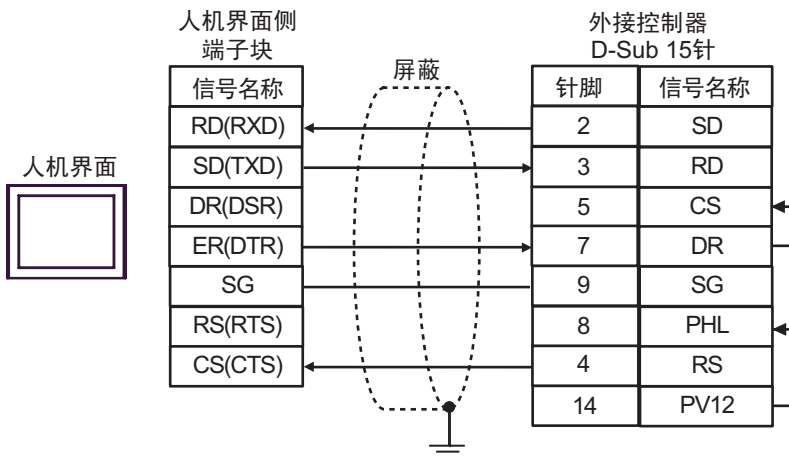 人机界面侧
端子块
外接控制器
D-Sub 15针
屏蔽
人机界面
信号名称
针脚 信号名称
RD(RXD) 2 SD
SD(TXD) 3 RD
DR(DSR) 5 CS
ER(DTR) 7 DR
SG 9 SG
RS(RTS) 8 PHL
CS(CTS) 4 RS
14 PV12